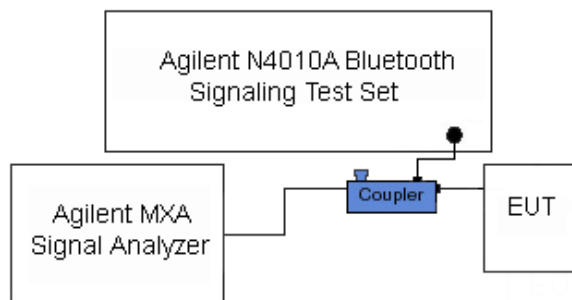 Agilent N4010A Bluetooth
Signaling Test Set
Coupler
Agilent MXA
Signal Analyzer
EUT